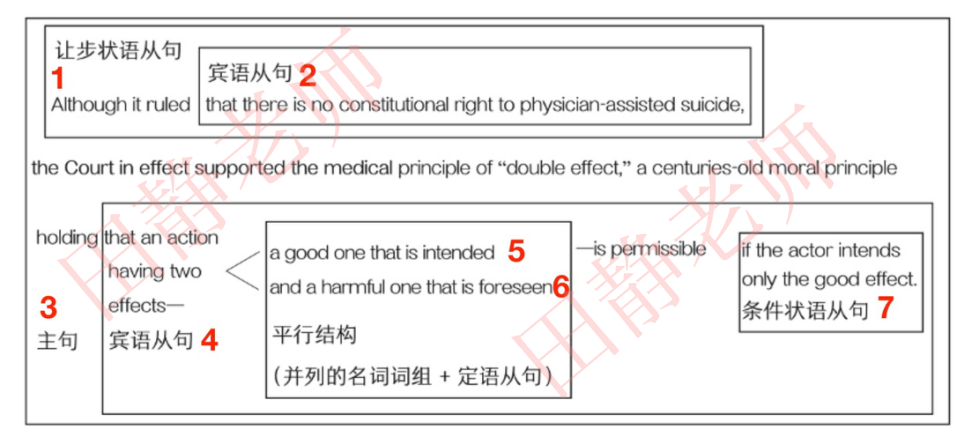 让步状语从句
1
宾语从句 2
Although it ruled that there is no constitutional right to physician-assisted suicide,
the Court in effect supported the medical principle of “double effect,” a centuries-old moral principle
holding that an action
having two
effects—
3
主句
宾语从句 4
a good one that is intended 5
and a harmful one that is foreseen 6
平行结构
(并列的名词词组 + 定语从句)
—is permissible
if the actor intends
only the good effect.
条件状语从句 7
田静老师
田静老师